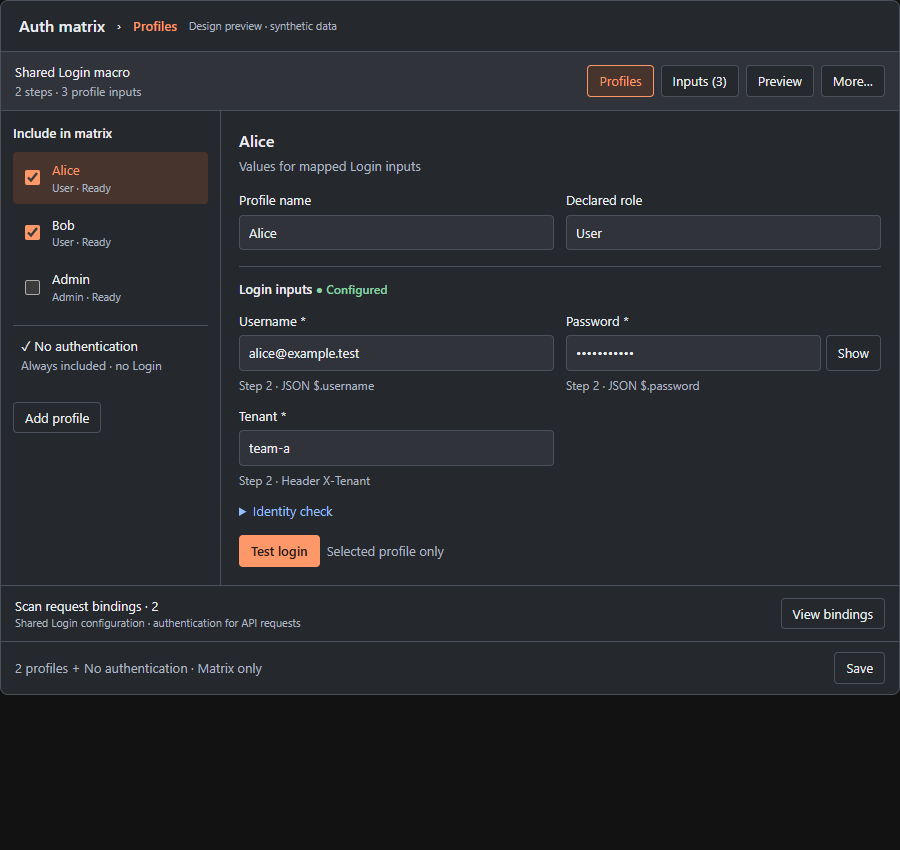 Auth matrix › Profiles Design preview · synthetic data
Shared Login macro
2 steps · 3 profile inputs
Profiles Inputs (3) Preview More...
Include in matrix
Alice
User · Ready
Bob
User · Ready
Admin
Admin · Ready
✓ No authentication
Always included · no Login
Add profile
Alice
Values for mapped Login inputs
Profile name Declared role
Alice User
Login inputs ● Configured
Username * Password *
alice@example.test ••••••••••• Show
Step 2 · JSON $.username Step 2 · JSON $.password
Tenant *
team-a
Step 2 · Header X-Tenant
▶ Identity check
Test login Selected profile only
Scan request bindings · 2
Shared Login configuration · authentication for API requests
View bindings
2 profiles + No authentication · Matrix only
Save